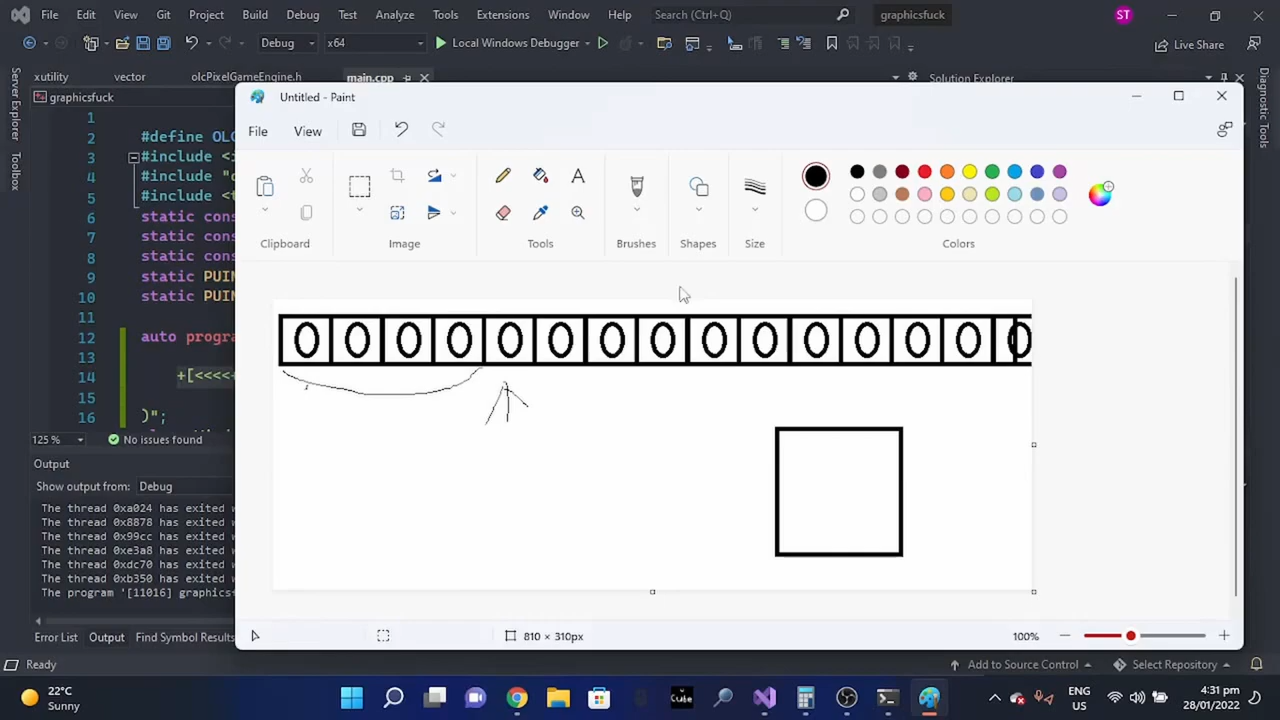 File Edit View Git Project Build Debug Test Analyze Tools Extensions Window Help Search (Ctrl+Q) graphicsfuck ST
Debug x64 Local Windows Debugger Live Share
xutility vector olcPixelGameEngine.h main.cpp Solution Explorer
graphicsfuck
Server Explorer
Toolbox
Diagnostic Tools
1
2 #define OLC
3 #include <i
4 #include "o
5 #include <t
6 static cons
7 static cons
8 static cons
9 static PUIN
10 static PUIN
11
12 auto progra
13
14 +[<<<<+
15
16 )";
125 % No issues found
Output
Show output from: Debug
The thread 0xa024 has exited w
The thread 0x8878 has exited w
The thread 0x99cc has exited w
The thread 0xe3a8 has exited w
The thread 0xdc70 has exited w
The thread 0xb350 has exited w
The program '[11016] graphics
Error List Output Find Symbol Results
Untitled - Paint
File View
Clipboard Image Tools Brushes Shapes Size Colors
A
0 0 0 0 0 0 0 0 0 0 0 0 0 0 0
810 × 310px 100%
Ready Add to Source Control Select Repository
22°C
Sunny
Cute
ENG
US
4:31 pm
28/01/2022